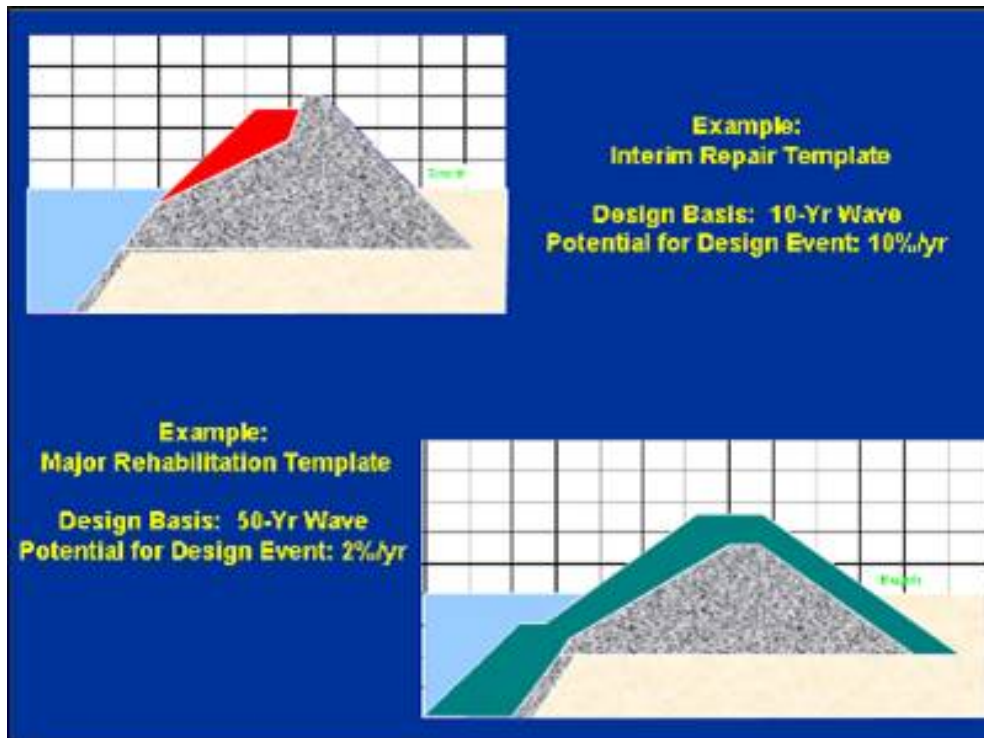 Example:
Interim Repair Template
Design Basis: 10-Yr Wave
Potential for Design Event: 10%/yr
Example:
Major Rehabilitation Template
Design Basis: 50-Yr Wave
Potential for Design Event: 2%/yr